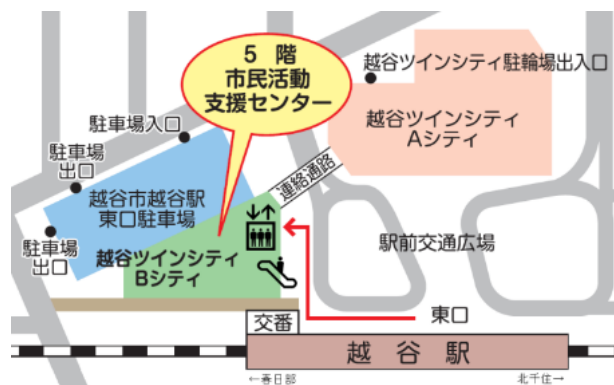 5 階
市民活動
支援センター
越谷ツインシティ駐輪場出入口
越谷ツインシティ
Aシティ
駐車場入口
駐車場
出口
連絡通路
越谷市越谷駅
東口駐車場
駅前交通広場
駐車場
出口
越谷ツインシティ
Bシティ
交番
東口
越谷駅
←春日部
北千住→